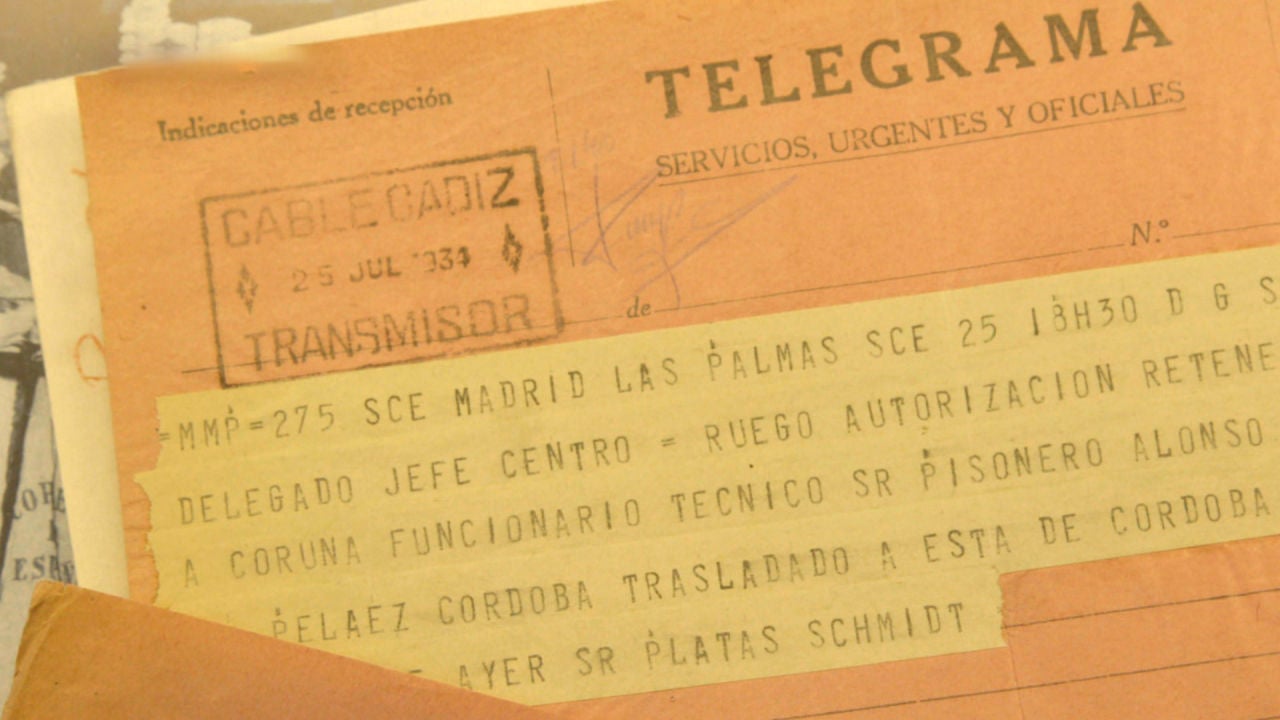 TELEGRAMA
Indicaciones de recepción
SERVICIOS, URGENTES Y OFICIALES
CABLE CADIZ
25 JUL 934
TRANSMISOR
N.º
de
=MMP=275 SCE MADRID LAS PALMAS SCE 25 18H30 D G S
DELEGADO JEFE CENTRO = RUEGO AUTORIZACION RETENE
A CORUNA FUNCIONARIO TECNICO SR PISONERO ALONSO
PELAEZ CORDOBA TRASLADADO A ESTA DE CORDOBA
AYER SR PLATAS SCHMIDT